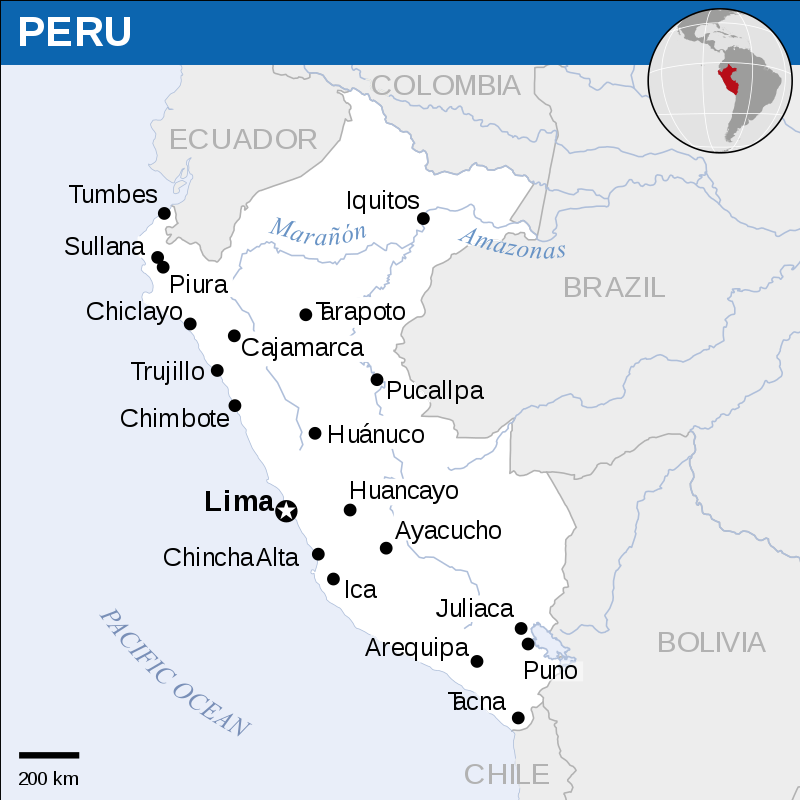 PERU
COLOMBIA
ECUADOR
Tumbes
Iquitos
Marañón
Amazonas
Sullana
Piura
BRAZIL
Chiclayo
Tarapoto
Cajamarca
Trujillo
Pucallpa
Chimbote
Huánuco
Lima
Huancayo
Ayacucho
Chincha Alta
Ica
Juliaca
PACIFIC OCEAN
Arequipa
BOLIVIA
Puno
Tacna
200 km
CHILE